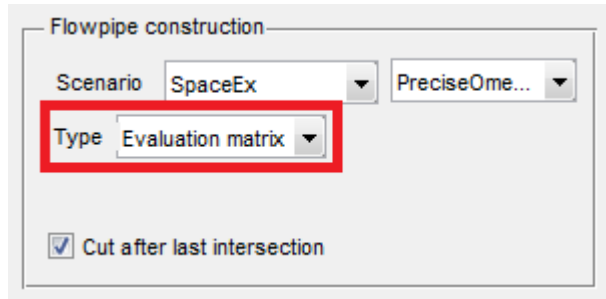 Flowpipe construction
Scenario SpaceEx PreciseOme...
Type Evaluation matrix
Cut after last intersection